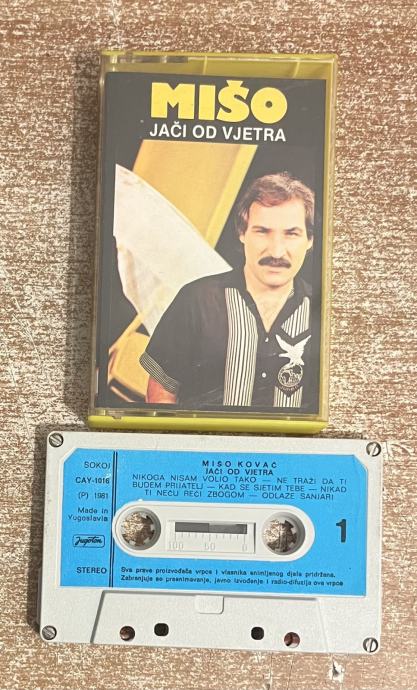 MIŠO
JAČI OD VJETRA
SOKOJ
CAY-1016
(P) 1981
Made in
Yugoslavia
Jugoton
STEREO
MIŠO KOVAČ
JAČI OD VJETRA
NIKOGA NISAM VOLIO TAKO — NE TRAŽI DA TI
BUDEM PRIJATELJ — KAD SE SJETIM TEBE — NIKAD
TI NEĆU REĆI ZBOGOM — ODLAZE SANJARI
100 50 0
1
Sva prava proizvođača vrpce i vlasnika snimljenog djela pridržana.
Zabranjuje se presnimavanje, javno izvođenje i radio-difuzija ove vrpce